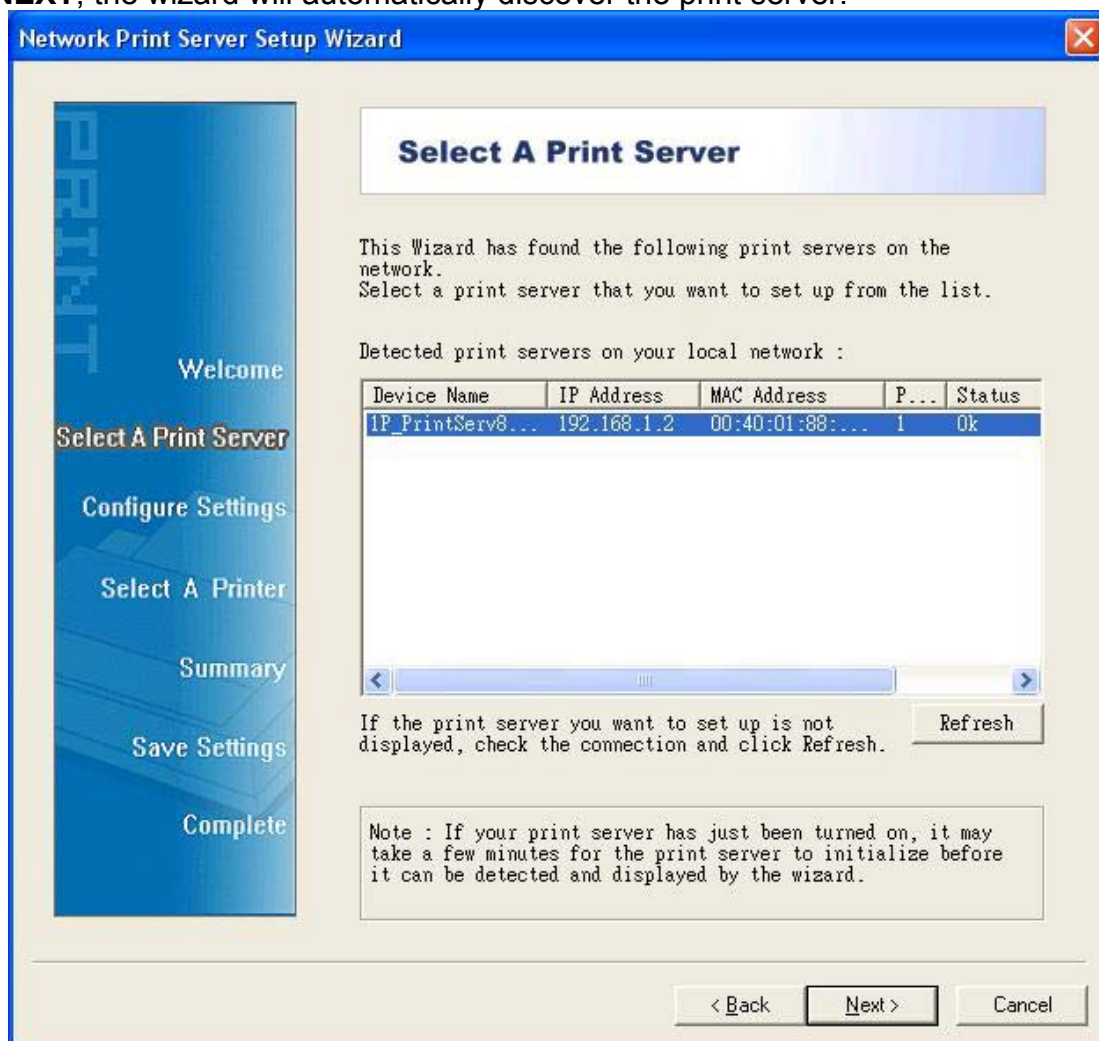 NEXT, the wizard will automatically discover the print server.
Network Print Server Setup Wizard
PRINT
Welcome
Select A Print Server
Configure Settings
Select A Printer
Summary
Save Settings
Complete
Select A Print Server
This Wizard has found the following print servers on the
network.
Select a print server that you want to set up from the list.
Detected print servers on your local network :
Device Name IP Address MAC Address P... Status
1P_PrintServ8... 192.168.1.2 00:40:01:88:... 1 Ok
If the print server you want to set up is not
displayed, check the connection and click Refresh.
Refresh
Note : If your print server has just been turned on, it may
take a few minutes for the print server to initialize before
it can be detected and displayed by the wizard.
< Back Next > Cancel